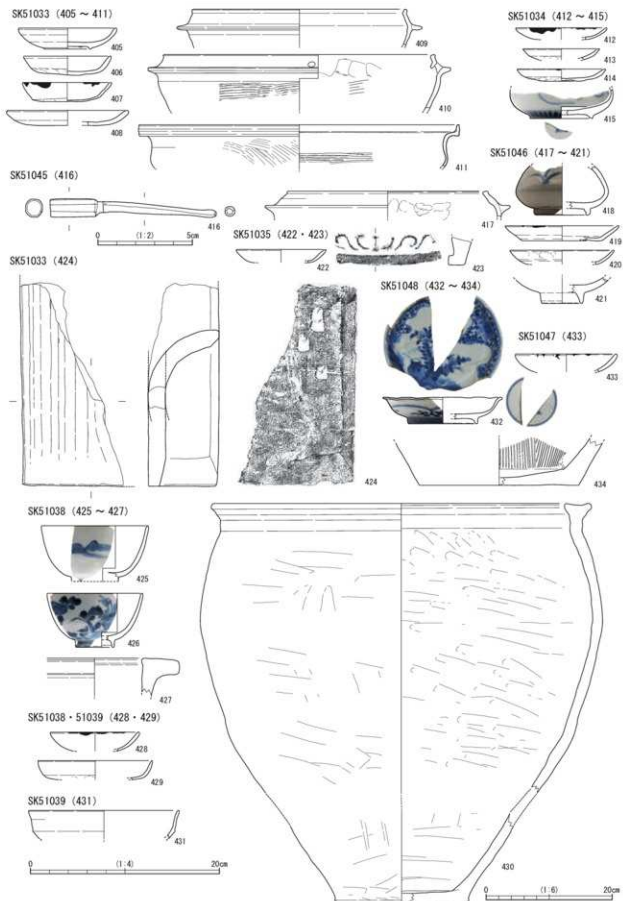 SK51033 (405 ～ 411)
405
406
407
408
409
410
411
SK51034 (412 ～ 415)
412
413
414
415
SK51045 (416)
416
0 (1:2) 5cm
SK51046 (417 ～ 421)
417
418
419
420
421
SK51035 (422・423)
422
423
SK51033 (424)
424
SK51048 (432 ～ 434)
432
SK51047 (433)
433
434
SK51038 (425 ～ 427)
425
426
427
SK51038・51039 (428・429)
428
429
SK51039 (431)
431
0 (1:4) 20cm
430
0 (1:6) 20cm